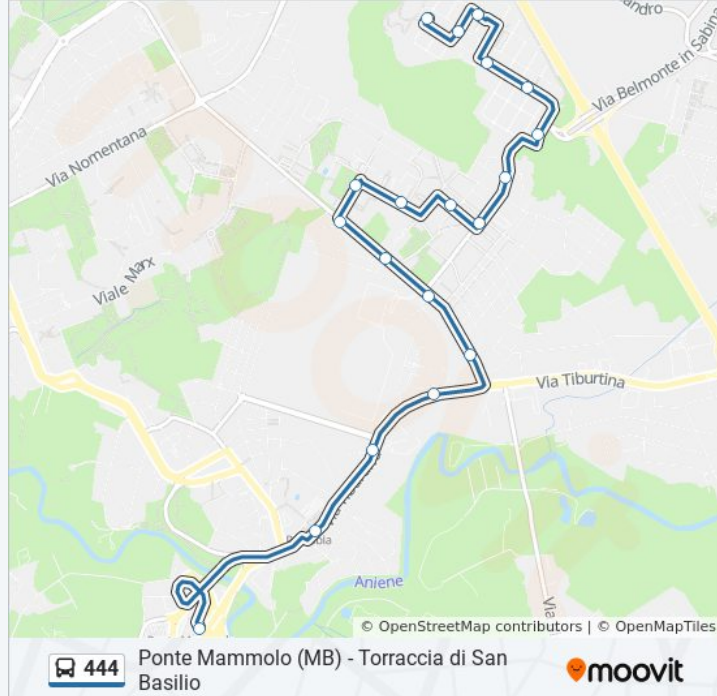 andro
Via Belmonte in Sabina
Via Nomentana
Viale Marx
Via Tiburtina
Aniene
Via
© OpenStreetMap contributors | © OpenMapTiles
444
Ponte Mammolo (MB) - Torraccia di San
Basilio
moovit